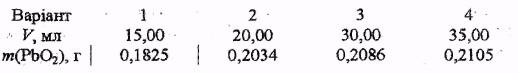 Варіант 1 2 3 4
V, мл 15,00 20,00 30,00 35,00
m(PbO₂), г | 0,1825 | 0,2034 0,2086 0,2105